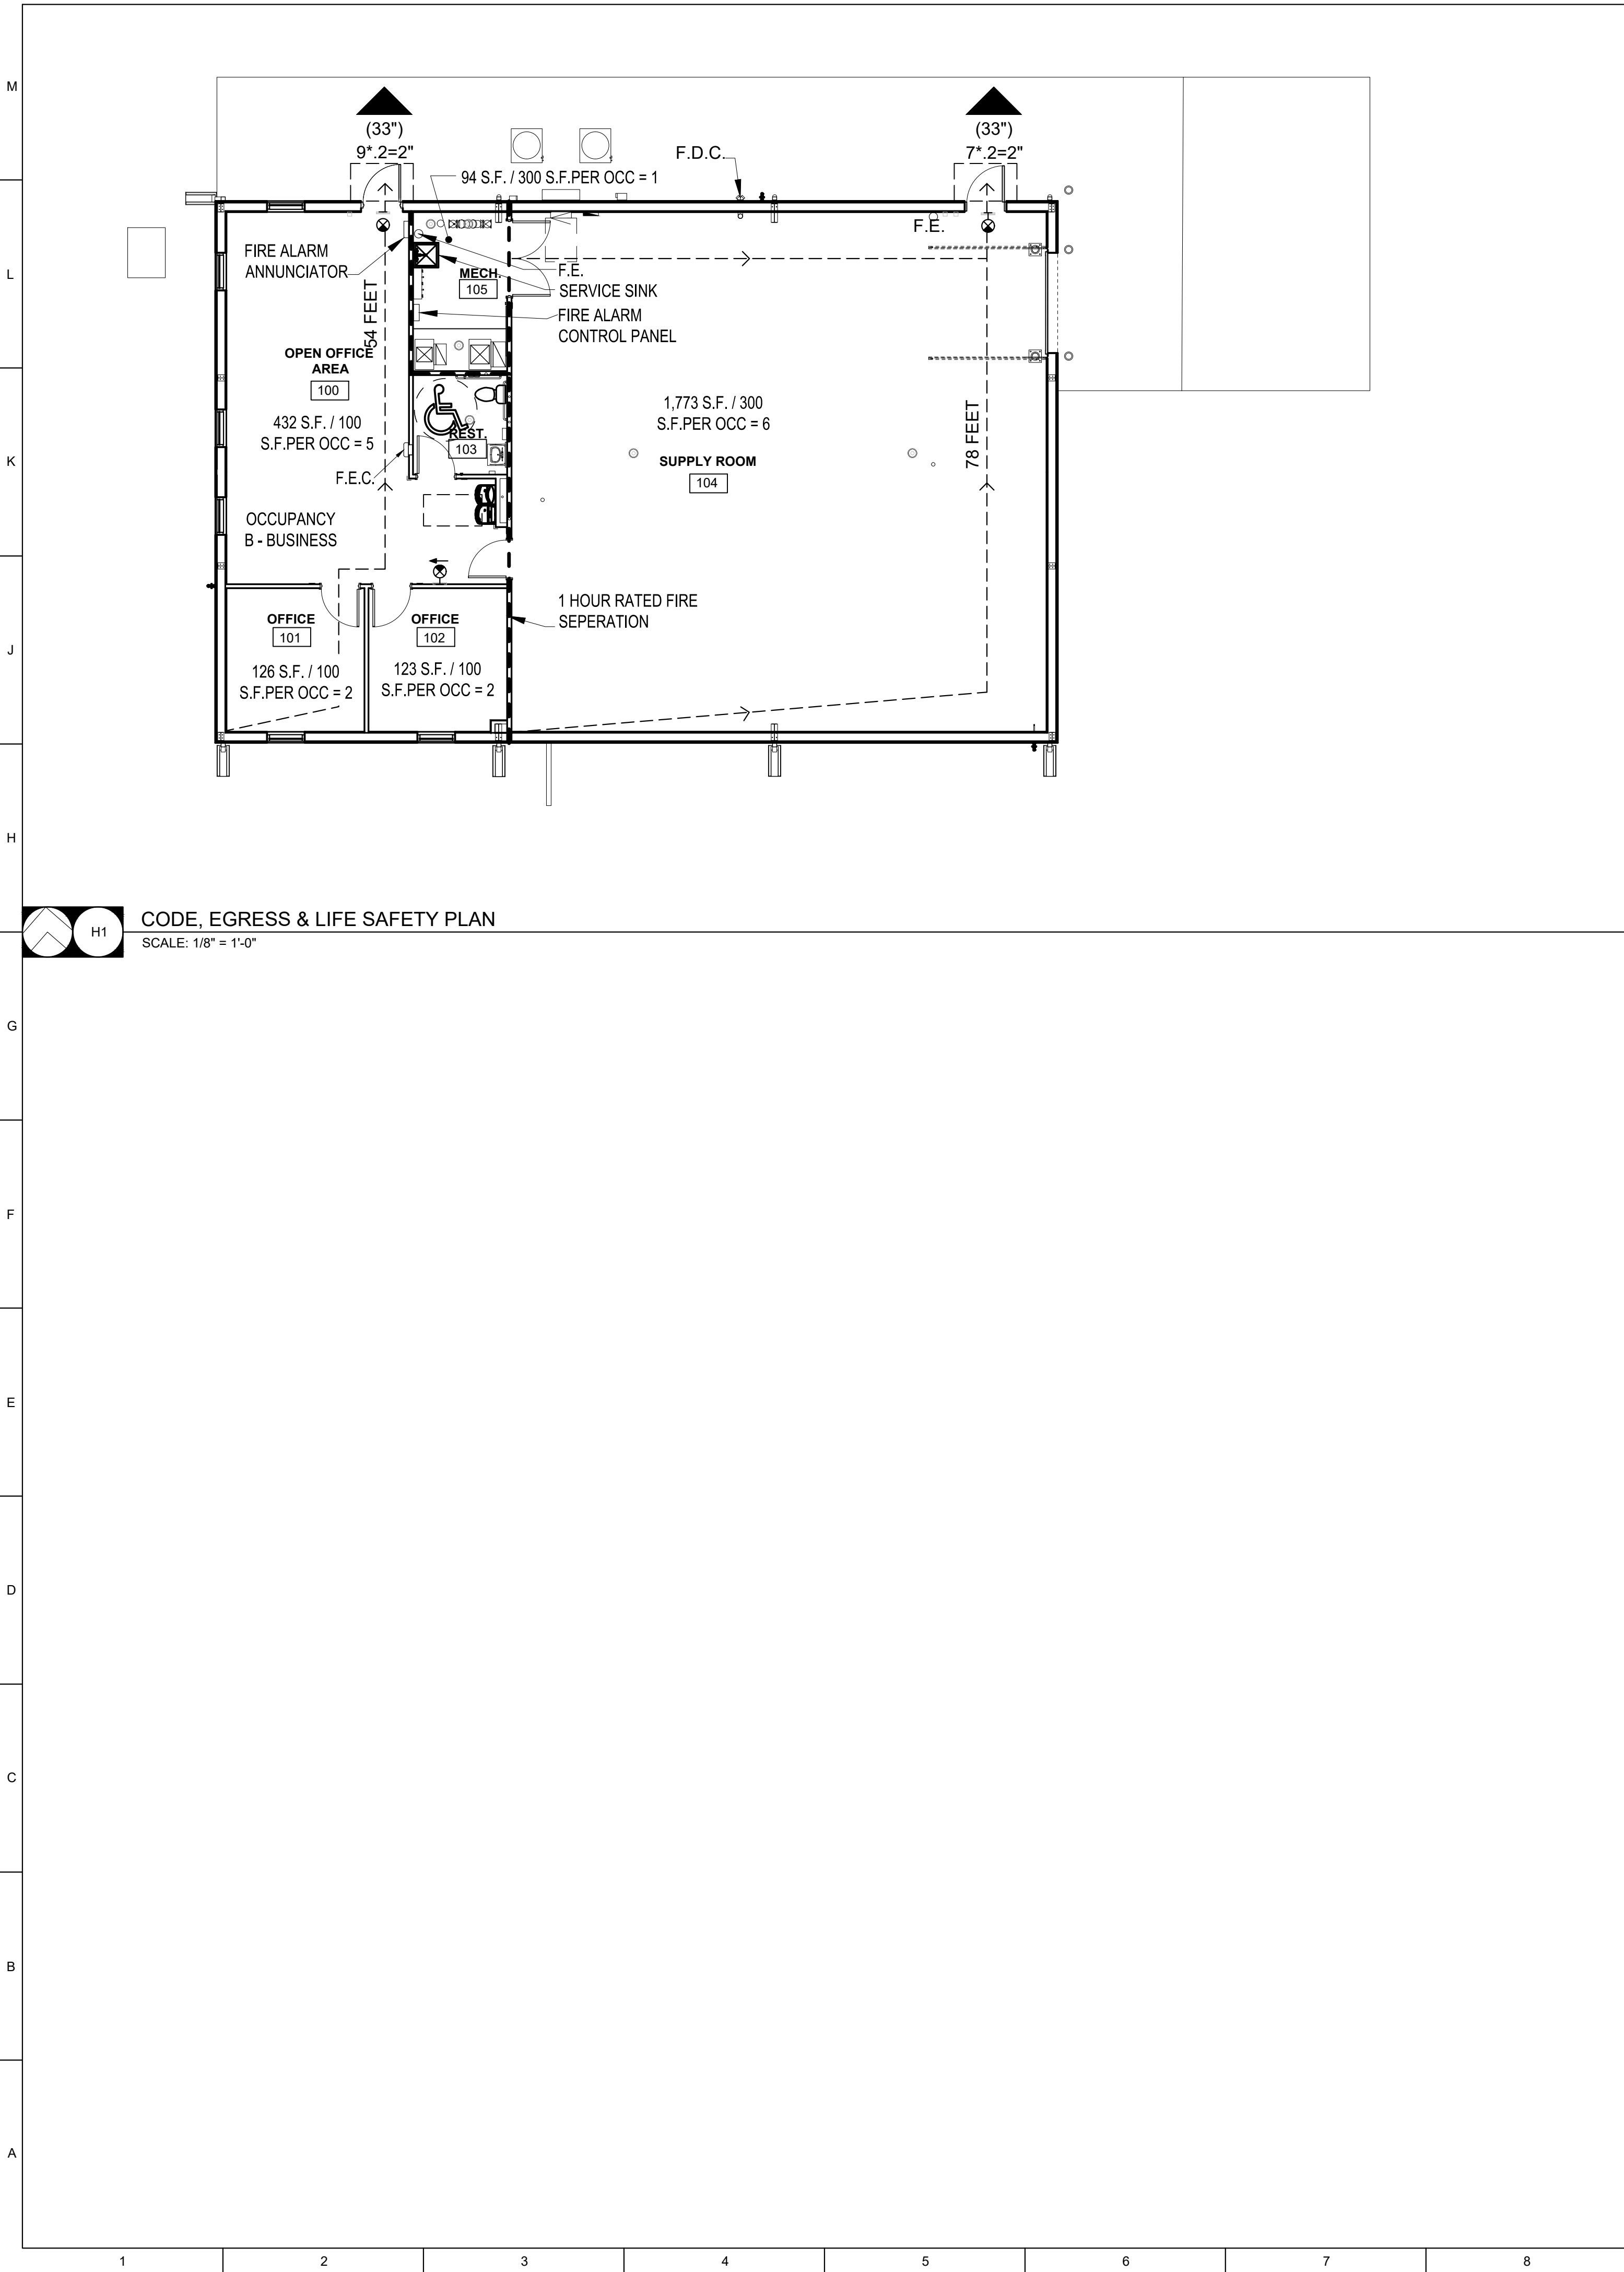 M
L
K
J
H
G
F
E
D
C
B
A
(33")
9*.2=2"
(33")
7*.2=2"
F.D.C.
94 S.F. / 300 S.F.PER OCC = 1
F.E.
FIRE ALARM
ANNUNCIATOR
MECH.
105
F.E.
SERVICE SINK
FIRE ALARM
CONTROL PANEL
54 FEET
OPEN OFFICE
AREA
100
432 S.F. / 100
S.F.PER OCC = 5
REST.
103
F.E.C.
1,773 S.F. / 300
S.F.PER OCC = 6
SUPPLY ROOM
104
78 FEET
OCCUPANCY
B - BUSINESS
1 HOUR RATED FIRE
SEPERATION
OFFICE
101
126 S.F. / 100
S.F.PER OCC = 2
OFFICE
102
123 S.F. / 100
S.F.PER OCC = 2
H1
CODE, EGRESS & LIFE SAFETY PLAN
SCALE: 1/8" = 1'-0"
1
2
3
4
5
6
7
8